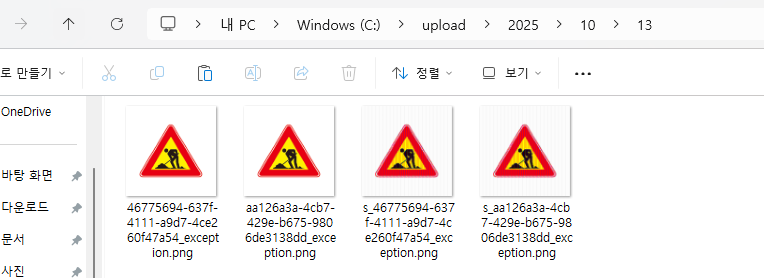 내 PC > Windows (C:) > upload > 2025 > 10 > 13
로 만들기 정렬 보기 ...
OneDrive
바탕 화면
다운로드
문서
사진
46775694-637f-
4111-a9d7-4ce2
60f47a54_except
ion.png
aa126a3a-4cb7-
429e-b675-980
6de3138dd_exce
ption.png
s_46775694-637
f-4111-a9d7-4c
e260f47a54_exc
eption.png
s_aa126a3a-4cb
7-429e-b675-98
06de3138dd_exc
eption.png